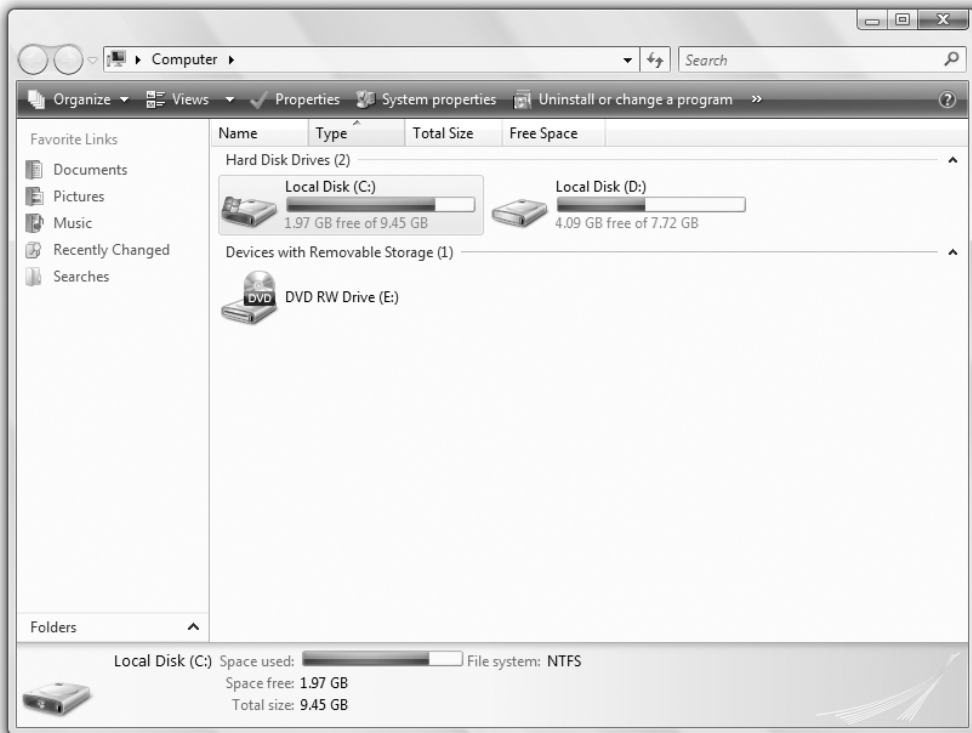 Computer
Search
Organize Views Properties System properties Uninstall or change a program » ?
Favorite Links
Documents
Pictures
Music
Recently Changed
Searches
Folders
Name Type Total Size Free Space
Hard Disk Drives (2)
Local Disk (C:)
1.97 GB free of 9.45 GB
Local Disk (D:)
4.09 GB free of 7.72 GB
Devices with Removable Storage (1)
DVD
DVD RW Drive (E:)
Local Disk (C:) Space used: File system: NTFS
Space free: 1.97 GB
Total size: 9.45 GB